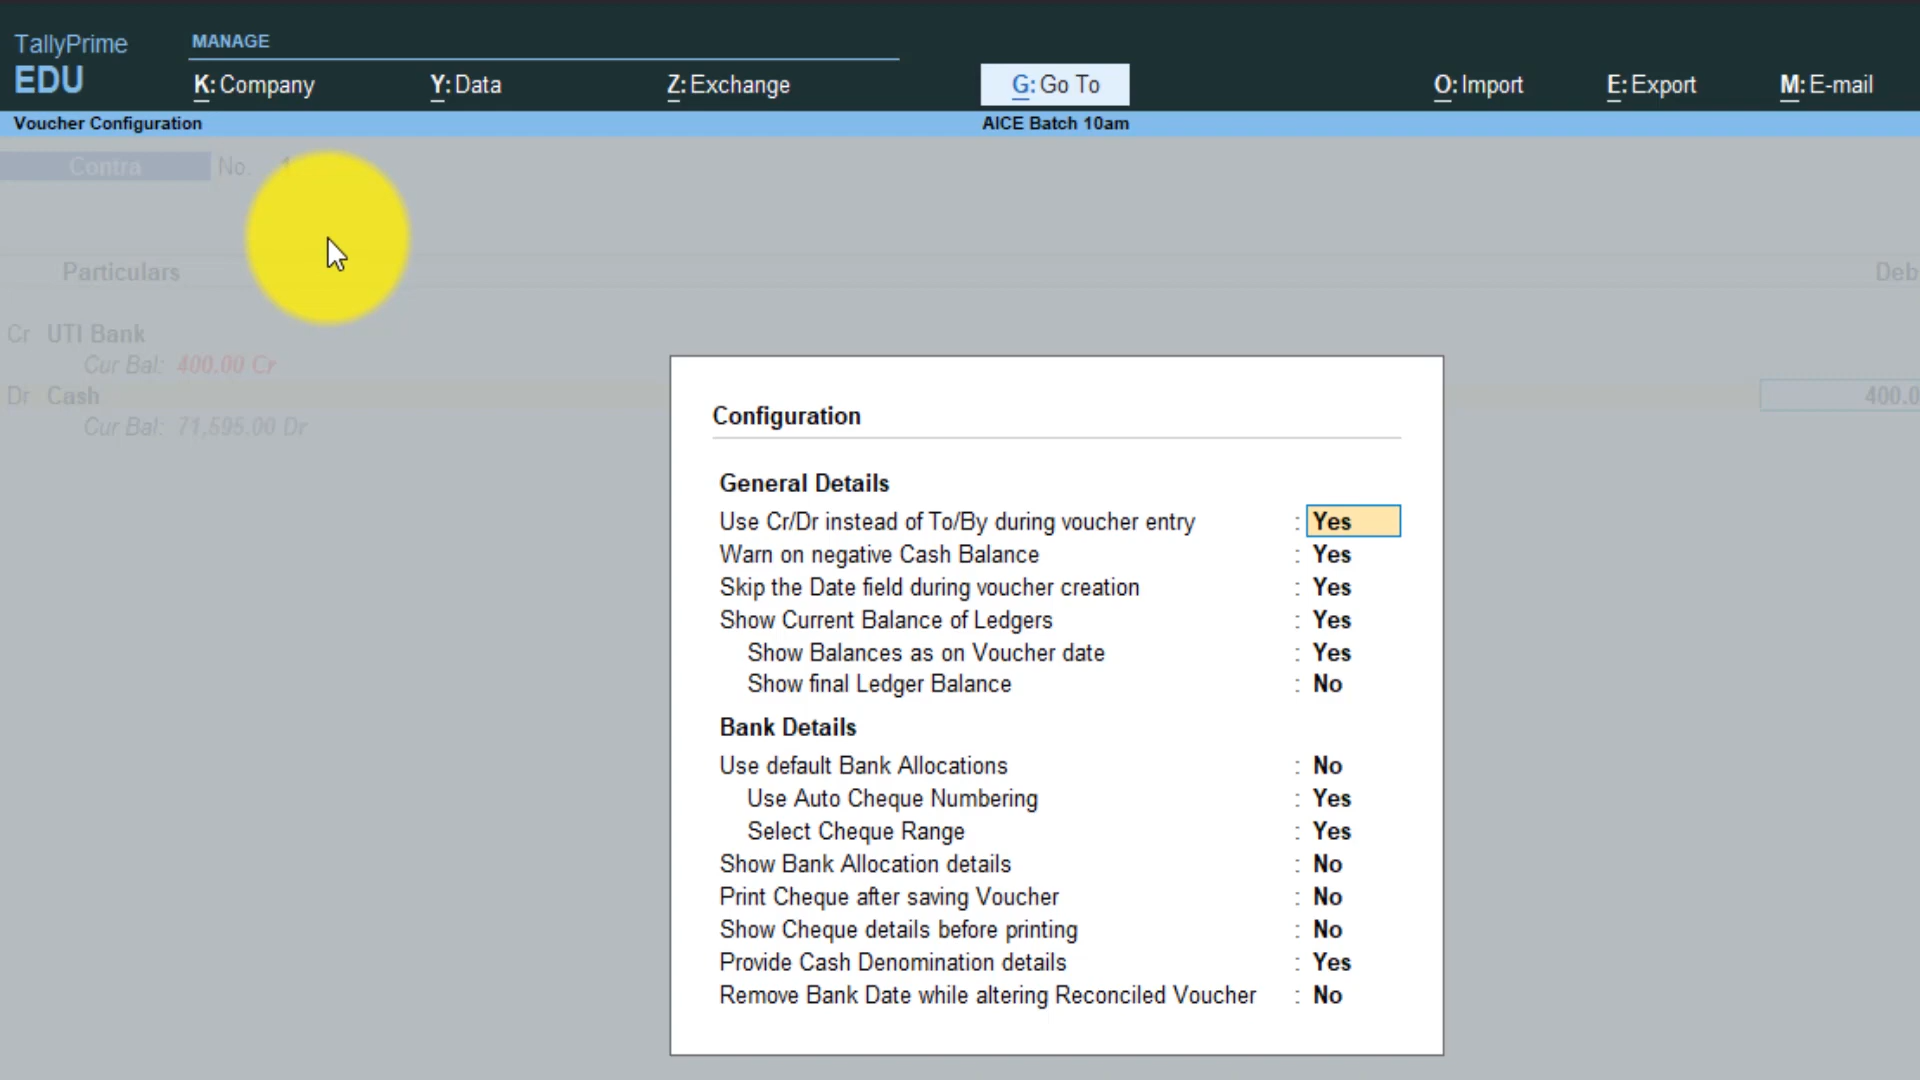 TallyPrime
EDU
MANAGE
K: Company
Y: Data
Z: Exchange
G: Go To
O: Import
E: Export
M: E-mail
Voucher Configuration
AICE Batch 10am
Contra
No. 1
Particulars
Deb
Cr UTI Bank
Cur Bal: 400.00 Cr
Dr Cash
400.0
Cur Bal: 71,595.00 Dr
Configuration
General Details
Use Cr/Dr instead of To/By during voucher entry : Yes
Warn on negative Cash Balance : Yes
Skip the Date field during voucher creation : Yes
Show Current Balance of Ledgers : Yes
Show Balances as on Voucher date : Yes
Show final Ledger Balance : No
Bank Details
Use default Bank Allocations : No
Use Auto Cheque Numbering : Yes
Select Cheque Range : Yes
Show Bank Allocation details : No
Print Cheque after saving Voucher : No
Show Cheque details before printing : No
Provide Cash Denomination details : Yes
Remove Bank Date while altering Reconciled Voucher : No